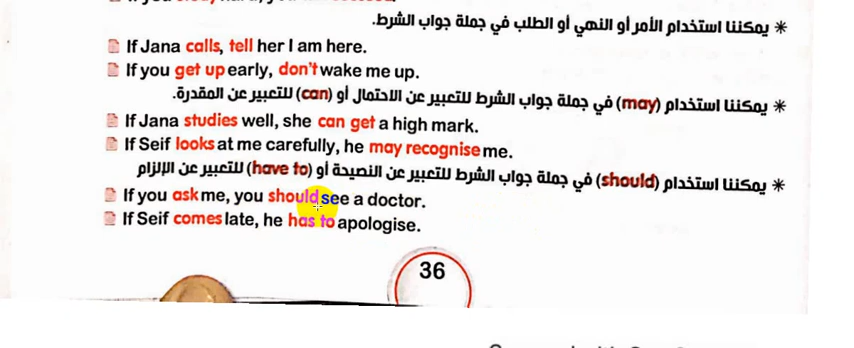 * يمكننا استخدام الأمر أو النهي أو الطلب في جملة جواب الشرط.
If Jana calls, tell her I am here.
If you get up early, don't wake me up.
* يمكننا استخدام (may) في جملة جواب الشرط للتعبير عن الاحتمال أو (can) للتعبير عن المقدرة.
If Jana studies well, she can get a high mark.
If Seif looks at me carefully, he may recognise me.
* يمكننا استخدام (should) في جملة جواب الشرط للتعبير عن النصيحة أو (have to) للتعبير عن الإلزام
If you ask me, you should see a doctor.
If Seif comes late, he has to apologise.
36